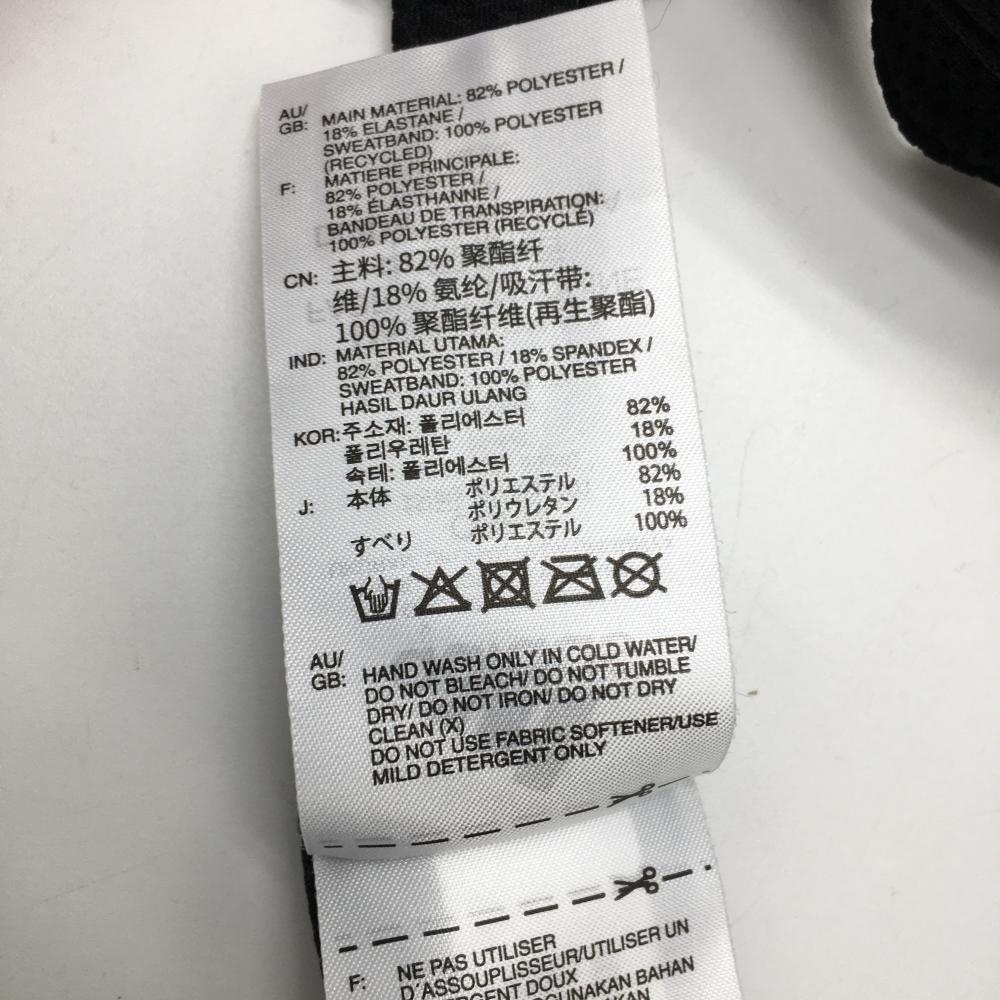 AU/
GB: MAIN MATERIAL: 82% POLYESTER /
18% ELASTANE /
SWEATBAND: 100% POLYESTER
(RECYCLED)
F: MATIERE PRINCIPALE:
82% POLYESTER /
18% ÉLASTHANNE /
BANDEAU DE TRANSPIRATION:
100% POLYESTER (RECYCLÉ)
CN: 主料: 82% 聚酯纤
维/18% 氨纶/吸汗带:
100% 聚酯纤维(再生聚酯)
IND: MATERIAL UTAMA:
82% POLYESTER / 18% SPANDEX /
SWEATBAND: 100% POLYESTER
HASIL DAUR ULANG
KOR: 주소재: 폴리에스터 82%
폴리우레탄 18%
속테: 폴리에스터 100%
J: 本体 ポリエステル 82%
ポリウレタン 18%
すべり ポリエステル 100%
AU/
GB: HAND WASH ONLY IN COLD WATER/
DO NOT BLEACH/ DO NOT TUMBLE
DRY/ DO NOT IRON/ DO NOT DRY
CLEAN (X)
DO NOT USE FABRIC SOFTENER/USE
MILD DETERGENT ONLY
F: NE PAS UTILISER
D'ASSOUPLISSEUR/UTILISER UN
DOUX
BAHAN